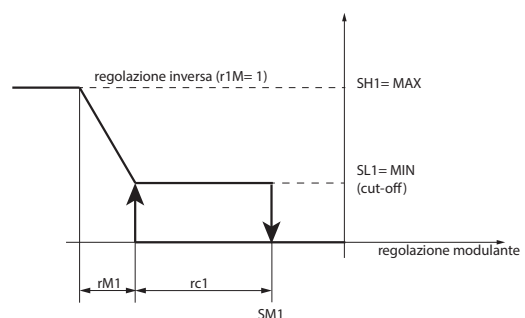 regolazione inversa (r1M= 1)
SH1= MAX
SL1= MIN
(cut-off)
regolazione modulante
rM1
rc1
SM1